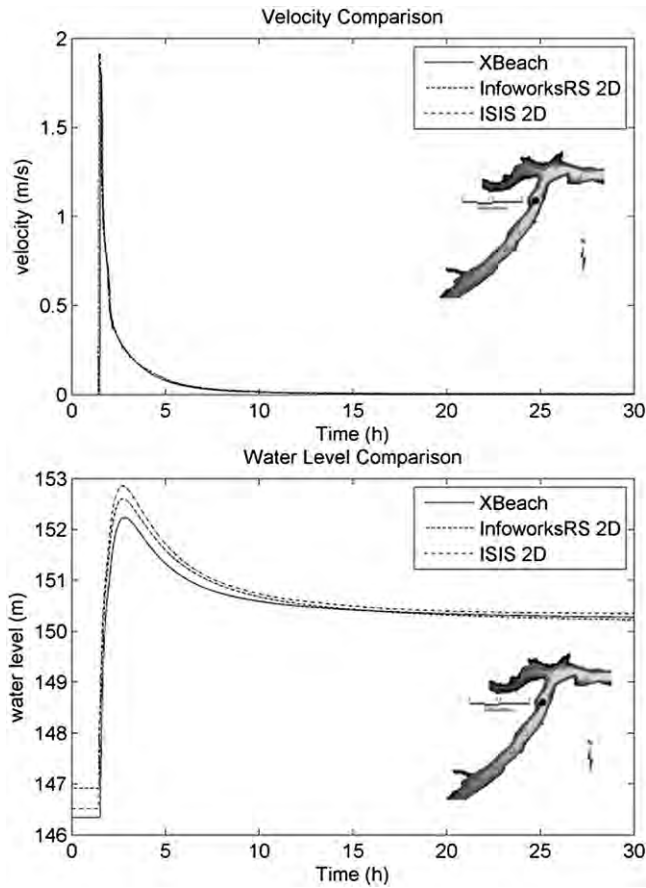 Velocity Comparison
2
1.5
1
0.5
0
velocity (m/s)
XBeach
InfoworksRS 2D
ISIS 2D
0 5 10 15 20 25 30
Time (h)
Water Level Comparison
153
152
151
150
149
148
147
146
water level (m)
XBeach
InfoworksRS 2D
ISIS 2D
0 5 10 15 20 25 30
Time (h)